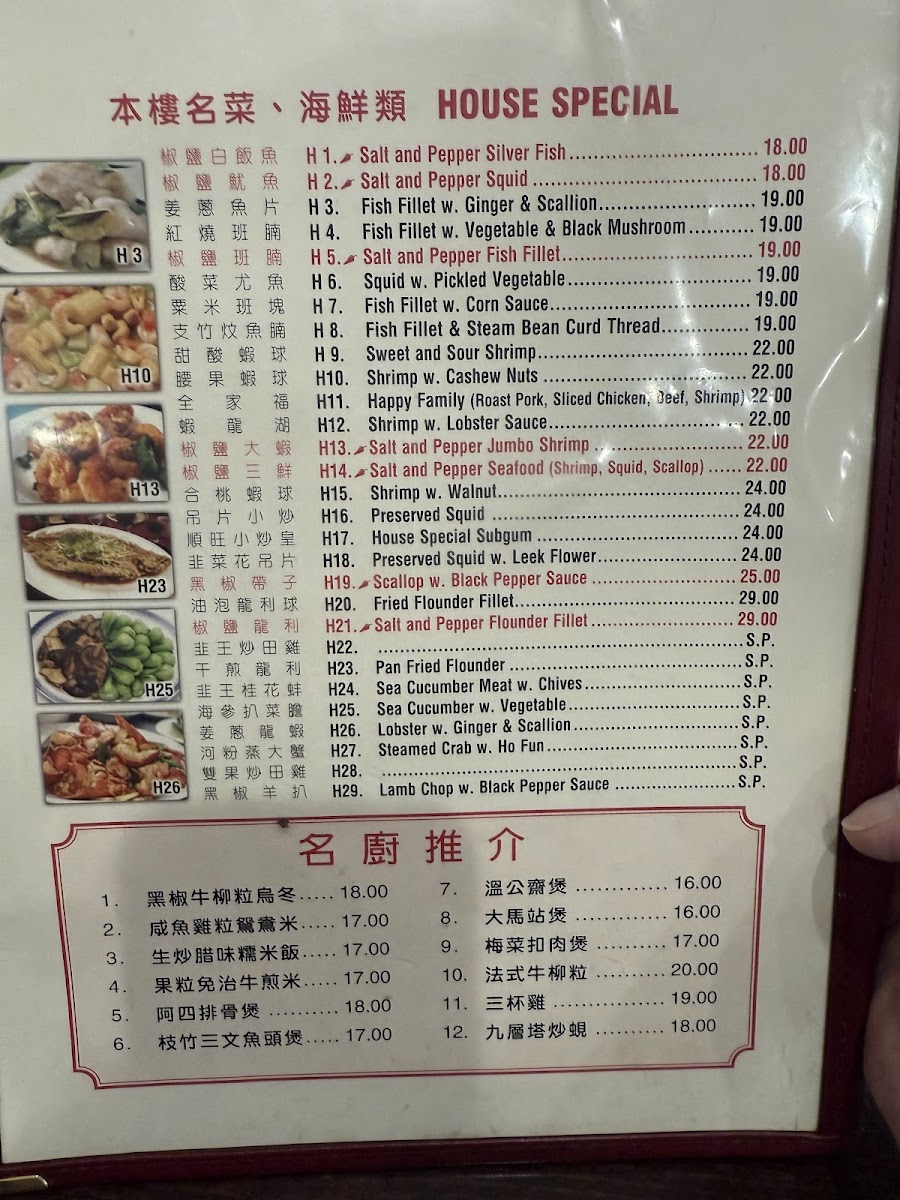 本樓名菜、海鮮類 HOUSE SPECIAL
椒鹽白飯魚 H 1. Salt and Pepper Silver Fish 18.00
椒鹽魷魚 H 2. Salt and Pepper Squid 18.00
姜蔥魚片 H 3. Fish Fillet w. Ginger & Scallion 19.00
紅燒班腩 H 4. Fish Fillet w. Vegetable & Black Mushroom 19.00
椒鹽班腩 H 5. Salt and Pepper Fish Fillet 19.00
酸菜尤魚 H 6. Squid w. Pickled Vegetable 19.00
粟米班塊 H 7. Fish Fillet w. Corn Sauce 19.00
支竹炆魚腩 H 8. Fish Fillet & Steam Bean Curd Thread 19.00
甜酸蝦球 H 9. Sweet and Sour Shrimp 22.00
腰果蝦球 H10. Shrimp w. Cashew Nuts 22.00
全家福 H11. Happy Family (Roast Pork, Sliced Chicken, Beef, Shrimp) 22.00
蝦龍湖 H12. Shrimp w. Lobster Sauce 22.00
椒鹽大蝦 H13. Salt and Pepper Jumbo Shrimp 22.00
椒鹽三鮮 H14. Salt and Pepper Seafood (Shrimp, Squid, Scallop) 22.00
合桃蝦球 H15. Shrimp w. Walnut 24.00
吊片小炒 H16. Preserved Squid 24.00
順旺小炒皇 H17. House Special Subgum 24.00
韭菜花吊片 H18. Preserved Squid w. Leek Flower 24.00
黑椒帶子 H19. Scallop w. Black Pepper Sauce 25.00
油泡龍利球 H20. Fried Flounder Fillet 29.00
椒鹽龍利 H21. Salt and Pepper Flounder Fillet 29.00
韭王炒田雞 H22. S.P.
干煎龍利 H23. Pan Fried Flounder S.P.
韭王桂花蚌 H24. Sea Cucumber Meat w. Chives S.P.
海參扒菜膽 H25. Sea Cucumber w. Vegetable S.P.
姜蔥龍蝦 H26. Lobster w. Ginger & Scallion S.P.
河粉蒸大蟹 H27. Steamed Crab w. Ho Fun S.P.
雙果炒田雞 H28. S.P.
黑椒羊扒 H29. Lamb Chop w. Black Pepper Sauce S.P.
H 3
H10
H13
H23
H25
H26
名廚推介
1. 黑椒牛柳粒烏冬 18.00
2. 咸魚雞粒鴛鴦米 17.00
3. 生炒腊味糯米飯 17.00
4. 果粒免治牛煎米 17.00
5. 阿四排骨煲 18.00
6. 枝竹三文魚頭煲 17.00
7. 溫公齋煲 16.00
8. 大馬站煲 16.00
9. 梅菜扣肉煲 17.00
10. 法式牛柳粒 20.00
11. 三杯雞 19.00
12. 九層塔炒蜆 18.00